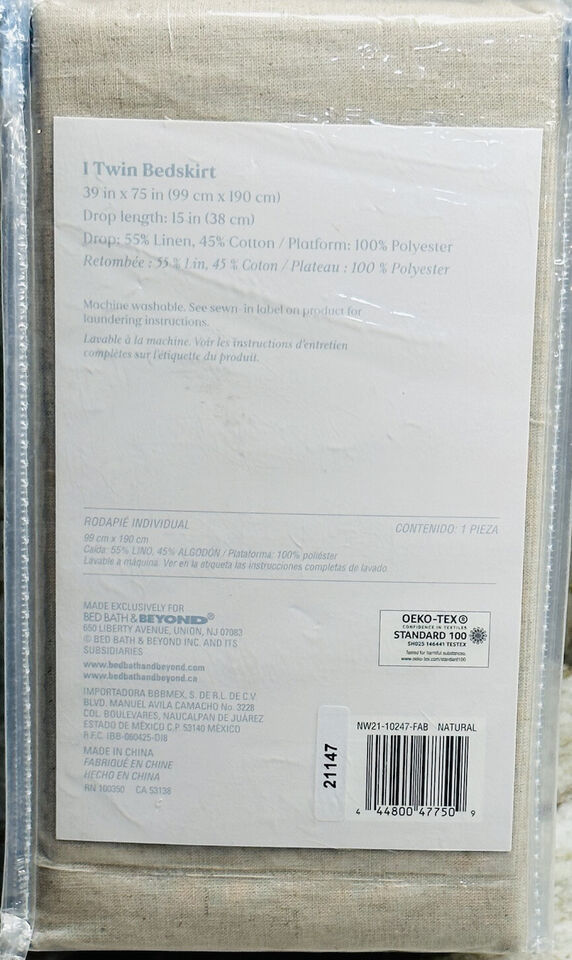 1 Twin Bedskirt
39 in x 75 in (99 cm x 190 cm)
Drop length: 15 in (38 cm)
Drop: 55% Linen, 45% Cotton / Platform: 100% Polyester
Retombée : 55 % Lin, 45 % Coton / Plateau : 100 % Polyester
Machine washable. See sewn-in label on product for
laundering instructions.
Lavable à la machine. Voir les instructions d'entretien
complètes sur l'étiquette du produit.
RODAPIÉ INDIVIDUAL
CONTENIDO: 1 PIEZA
99 cm x 190 cm
Caída: 55% LINO, 45% ALGODÓN / Plataforma: 100% poliéster
Lavable a máquina. Ver en la etiqueta las instrucciones completas de lavado
MADE EXCLUSIVELY FOR
BED BATH & BEYOND®
650 LIBERTY AVENUE, UNION, NJ 07083
© BED BATH & BEYOND INC. AND ITS
SUBSIDIARIES
www.bedbathandbeyond.com
www.bedbathandbeyond.ca
IMPORTADORA BBBMEX, S. DE R.L. DE C.V.
BLVD. MANUEL AVILA CAMACHO No. 3228
COL. BOULEVARES, NAUCALPAN DE JUÁREZ
ESTADO DE MÉXICO C.P. 53140 MÉXICO
R.F.C. IBB-060425-DI8
MADE IN CHINA
FABRIQUÉ EN CHINE
HECHO EN CHINA
RN 100350 CA 53138
OEKO-TEX®
CONFIDENCE IN TEXTILES
STANDARD 100
SH025 146441 TESTEX
Tested for harmful substances.
www.oeko-tex.com/standard100
21147
NW21-10247-FAB NATURAL
4 44800 47750 9